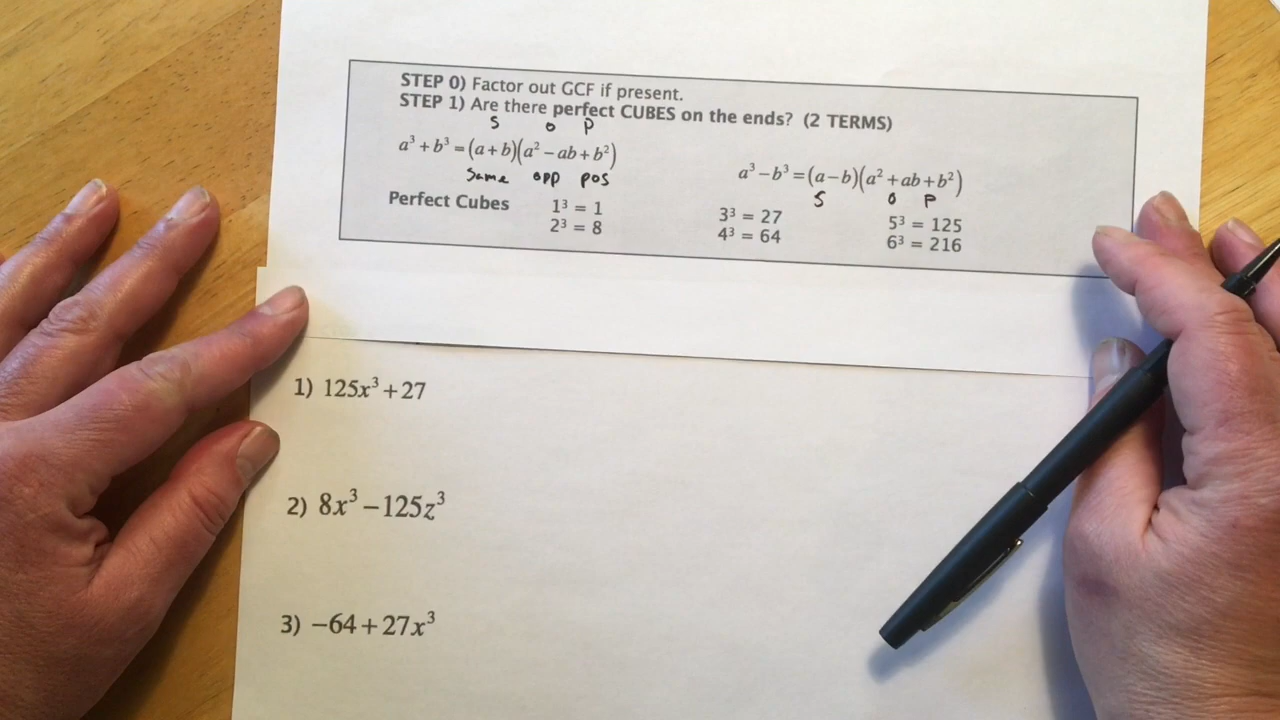 STEP 0) Factor out GCF if present.
STEP 1) Are there perfect CUBES on the ends? (2 TERMS)
S O P
a³ + b³ = (a + b)(a² − ab + b²)
Same opp pos
a³ − b³ = (a − b)(a² + ab + b²)
S O P
Perfect Cubes
1³ = 1
2³ = 8
3³ = 27
4³ = 64
5³ = 125
6³ = 216
1) 125x³ + 27
2) 8x³ − 125z³
3) −64 + 27x³